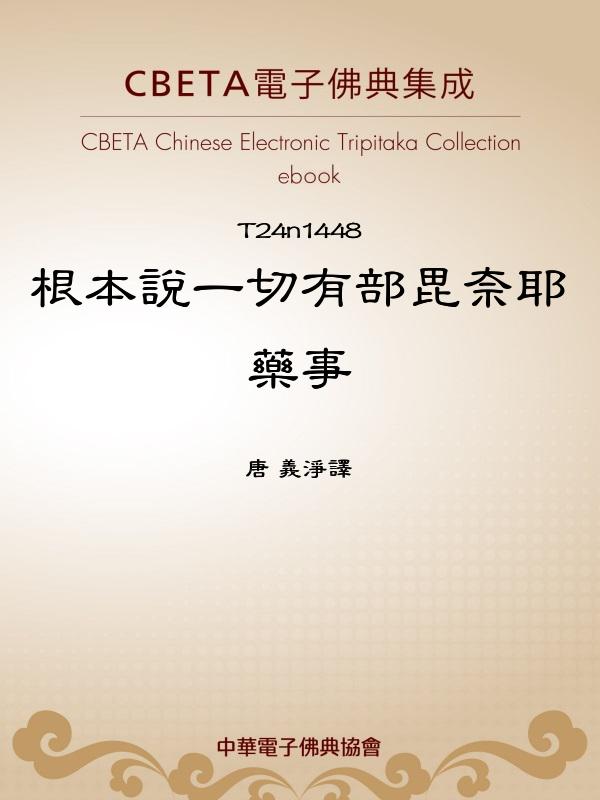 CBETA電子佛典集成
CBETA Chinese Electronic Tripitaka Collection
ebook
T24n1448
根本說一切有部毘奈耶
藥事
唐 義淨譯
中華電子佛典協會